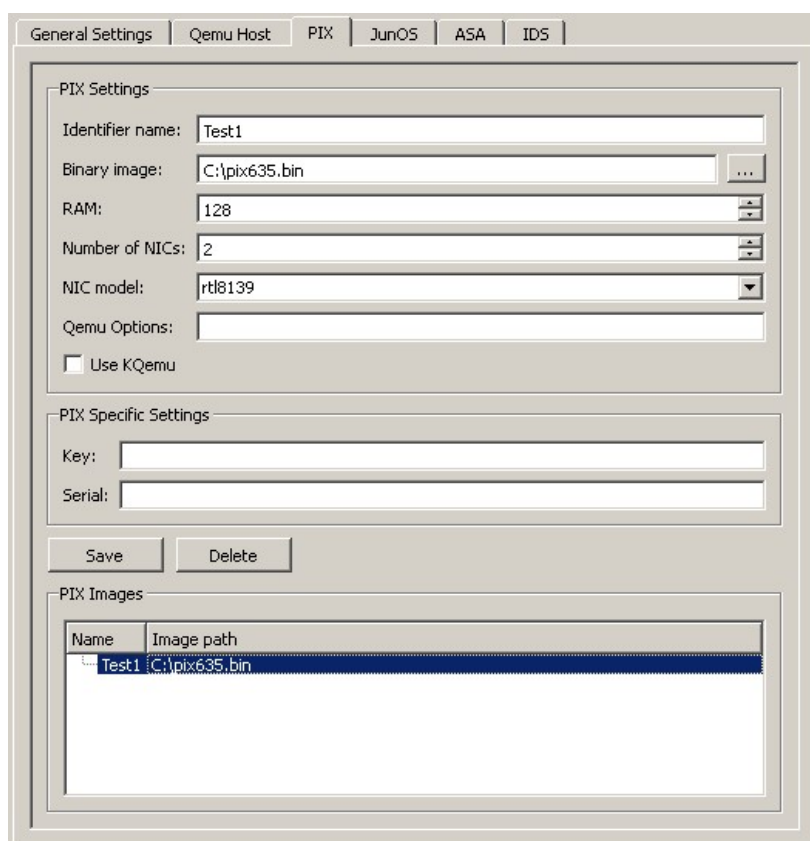 General Settings Qemu Host PIX JunOS ASA IDS
PIX Settings
Identifier name: Test1
Binary image: C:\pix635.bin ...
RAM: 128
Number of NICs: 2
NIC model: rtl8139
Qemu Options:
Use KQemu
PIX Specific Settings
Key:
Serial:
Save Delete
PIX Images
Name Image path
Test1 C:\pix635.bin